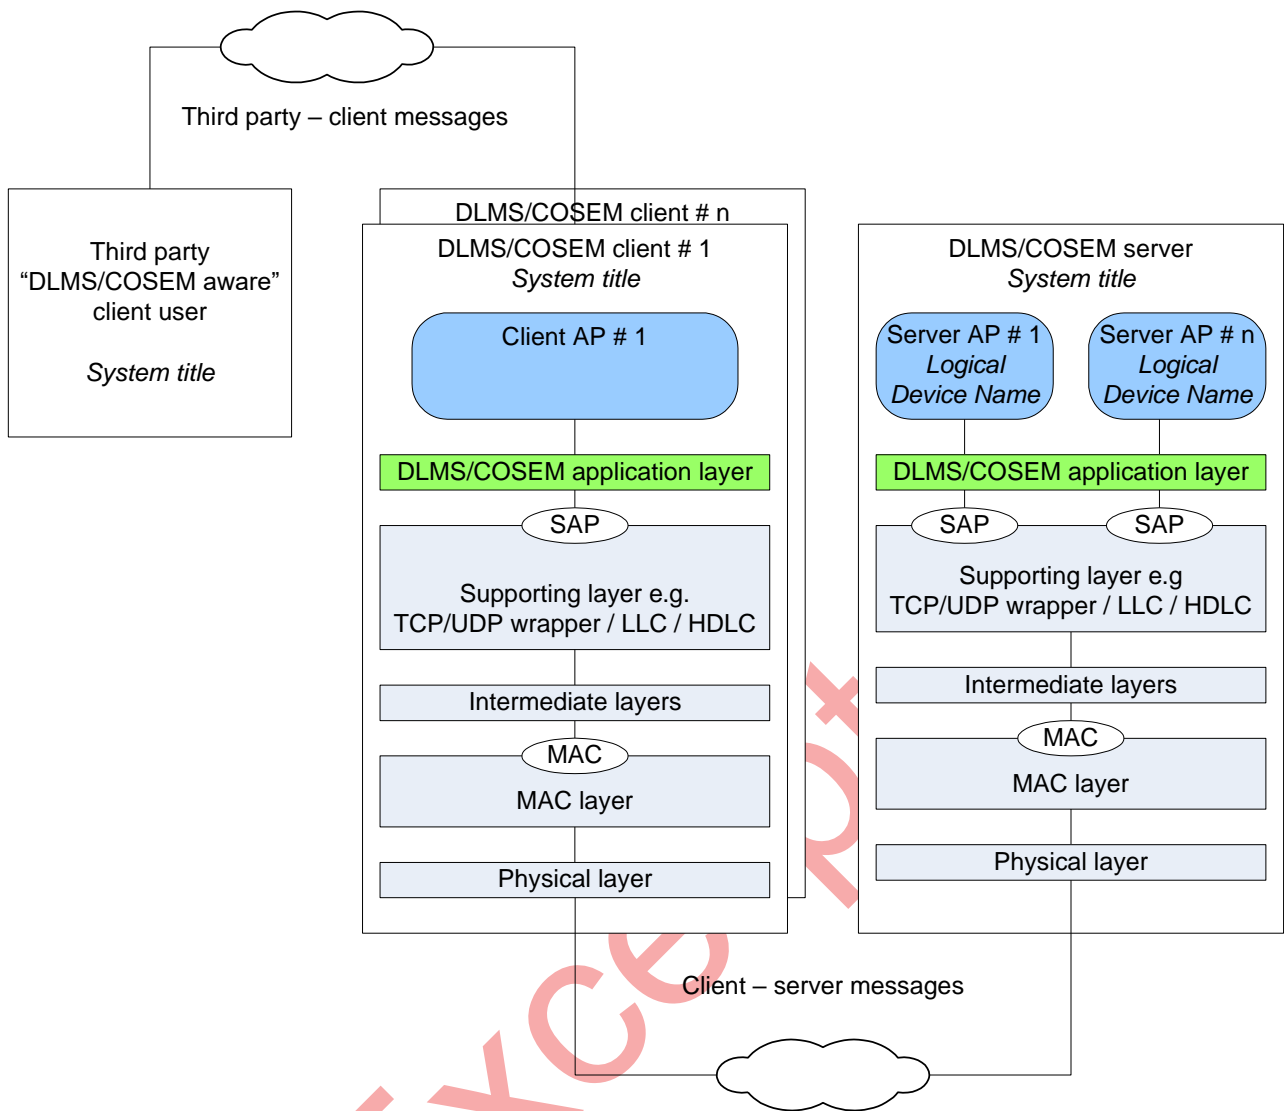 Third party – client messages
Third party
“DLMS/COSEM aware”
client user
System title
DLMS/COSEM client # n
DLMS/COSEM client # 1
System title
Client AP # 1
DLMS/COSEM application layer
SAP
Supporting layer e.g.
TCP/UDP wrapper / LLC / HDLC
Intermediate layers
MAC
MAC layer
Physical layer
DLMS/COSEM server
System title
Server AP # 1
Logical
Device Name
Server AP # n
Logical
Device Name
DLMS/COSEM application layer
SAP
SAP
Supporting layer e.g
TCP/UDP wrapper / LLC / HDLC
Intermediate layers
MAC
MAC layer
Physical layer
Client – server messages